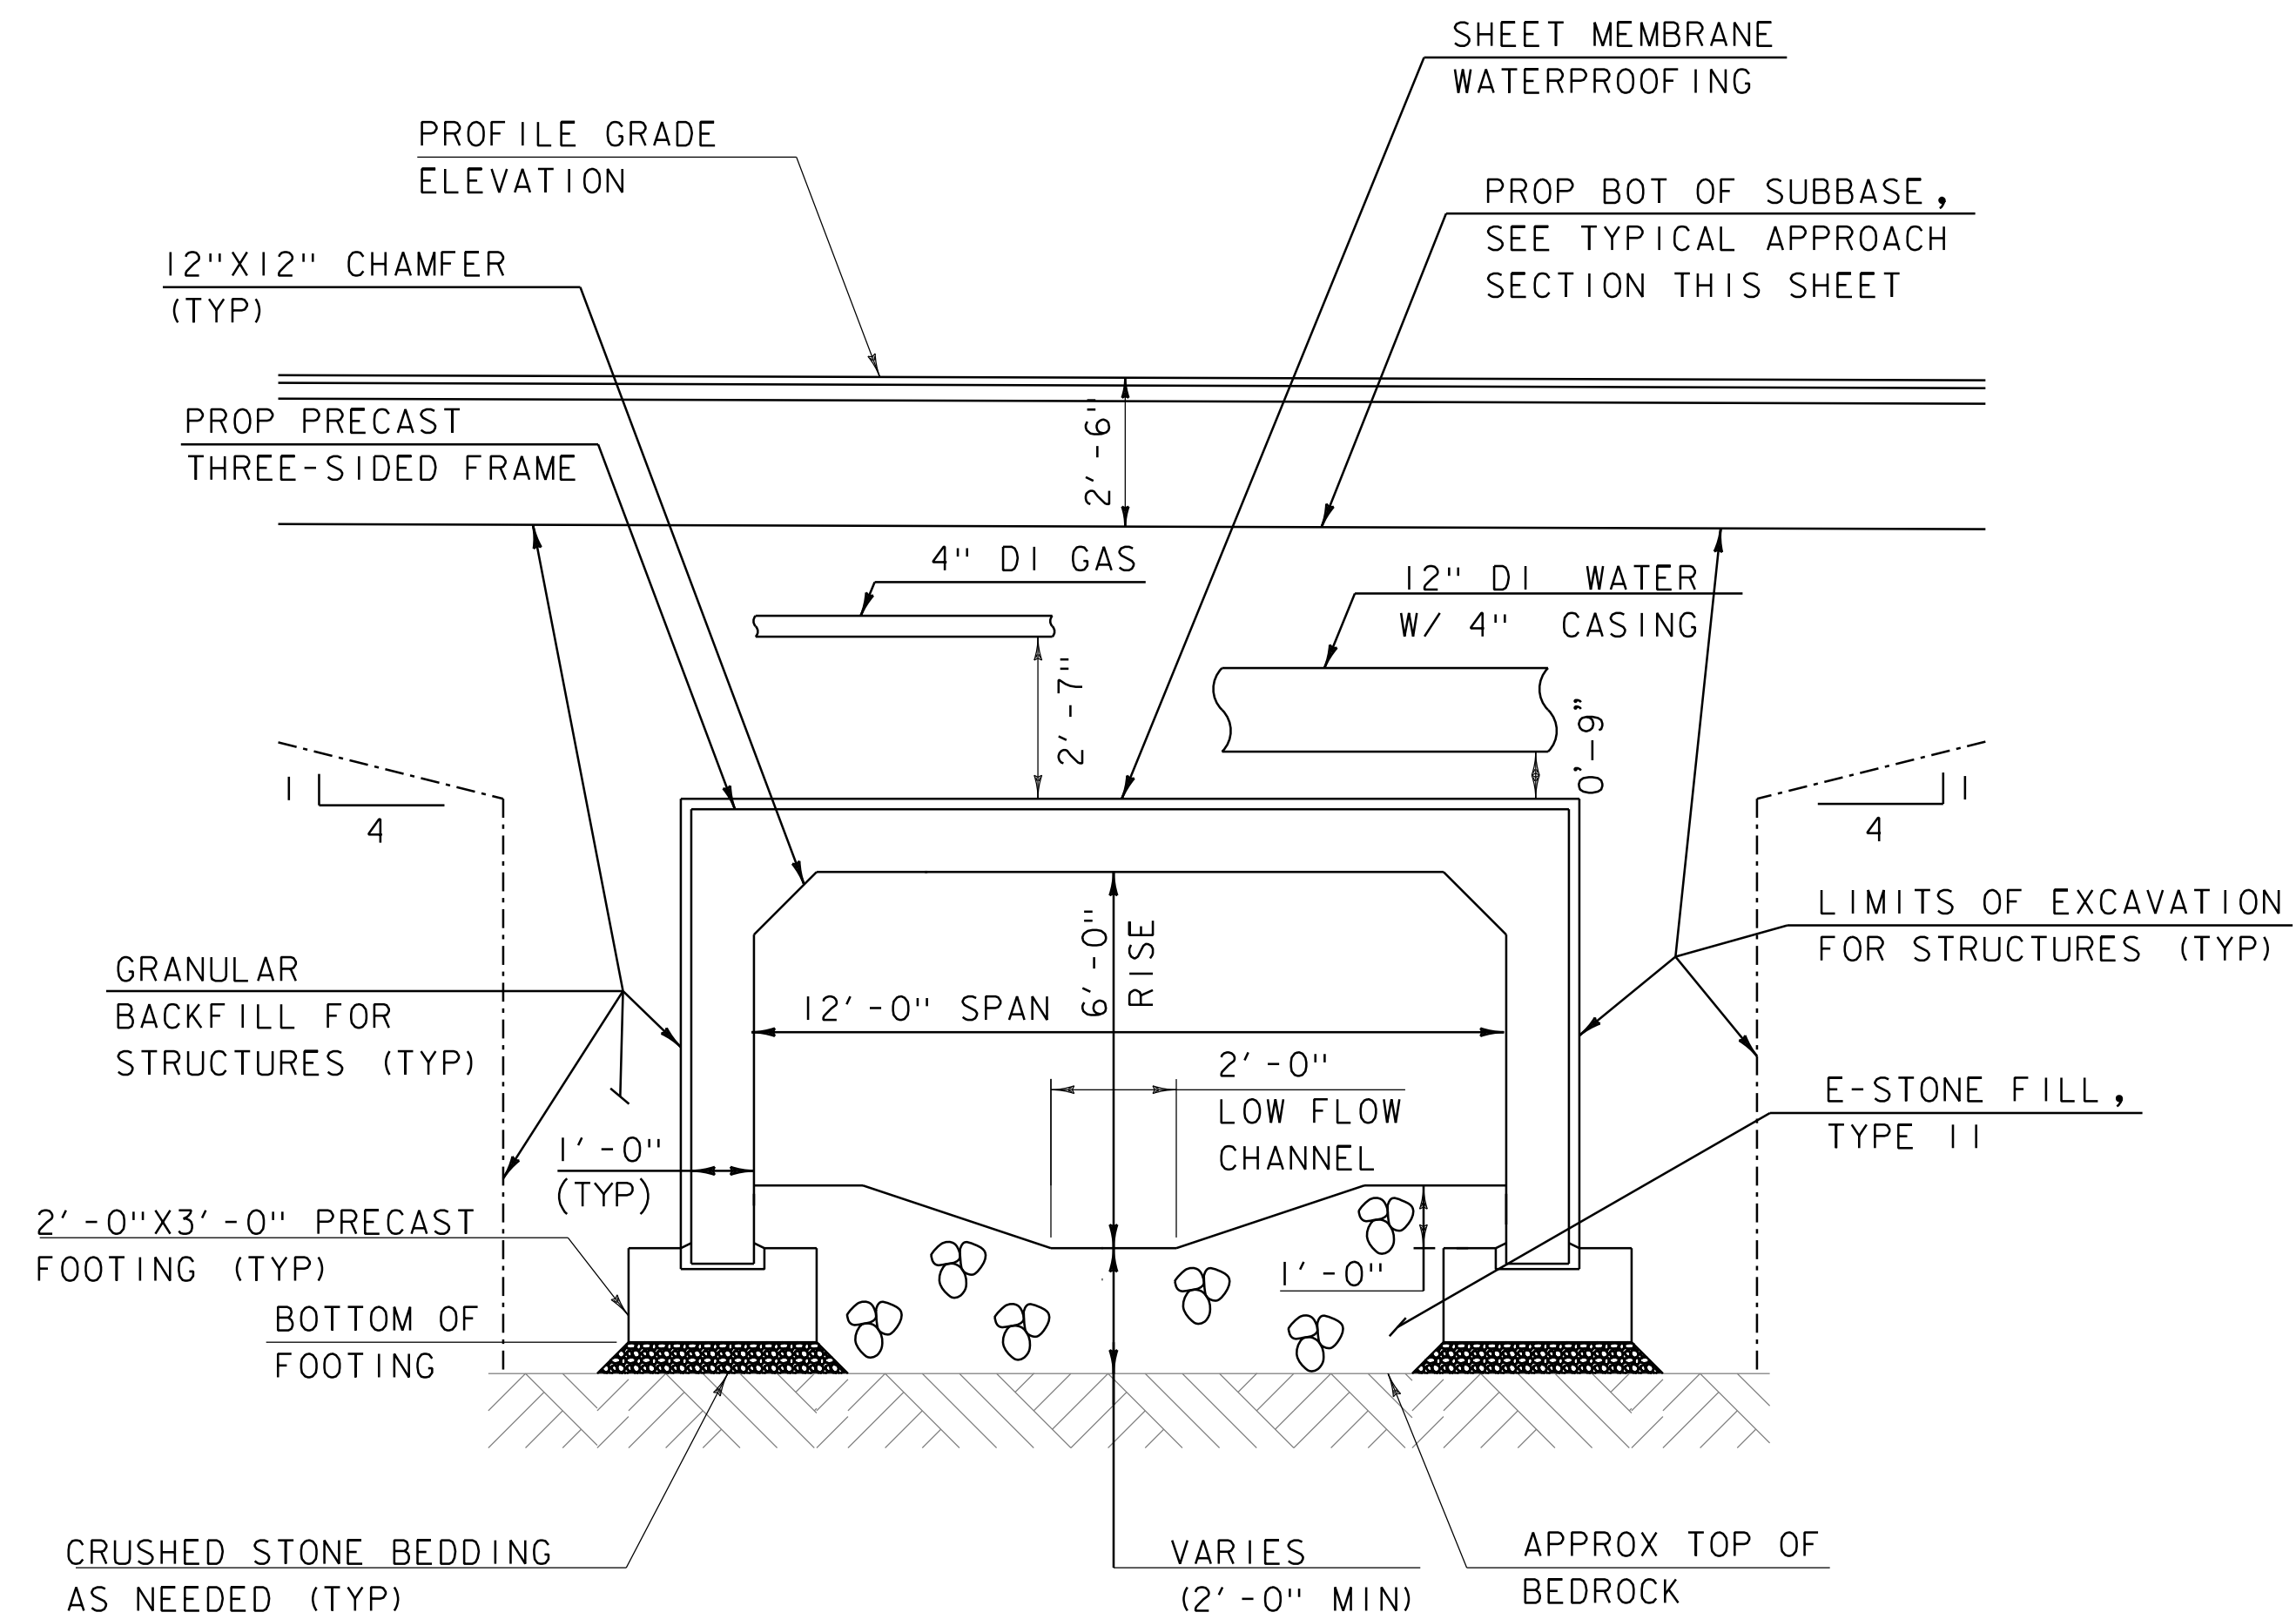 SHEET MEMBRANE
WATERPROOFING
PROFILE GRADE
ELEVATION
PROP BOT OF SUBBASE,
SEE TYPICAL APPROACH
SECTION THIS SHEET
12"X12" CHAMFER
(TYP)
PROP PRECAST
THREE-SIDED FRAME
2'-6"
4" DI GAS
12" DI WATER
W/ 4" CASING
2'-7"
0'-9"
1
4
1
4
LIMITS OF EXCAVATION
FOR STRUCTURES (TYP)
GRANULAR
BACKFILL FOR
STRUCTURES (TYP)
6'-0"
RISE
12'-0" SPAN
2'-0"
LOW FLOW
CHANNEL
E-STONE FILL,
TYPE II
1'-0"
(TYP)
2'-0"X3'-0" PRECAST
FOOTING (TYP)
1'-0"
BOTTOM OF
FOOTING
CRUSHED STONE BEDDING
AS NEEDED (TYP)
VARIES
(2'-0" MIN)
APPROX TOP OF
BEDROCK